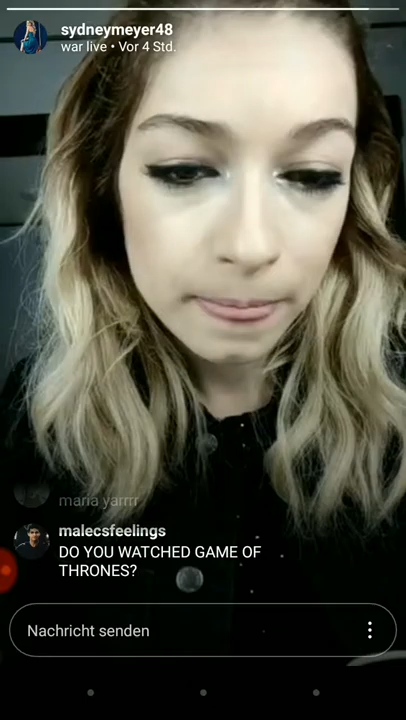 sydneymeyer48
war live • Vor 4 Std.
maria yarrrr
malecsfeelings
DO YOU WATCHED GAME OF
THRONES?
Nachricht senden